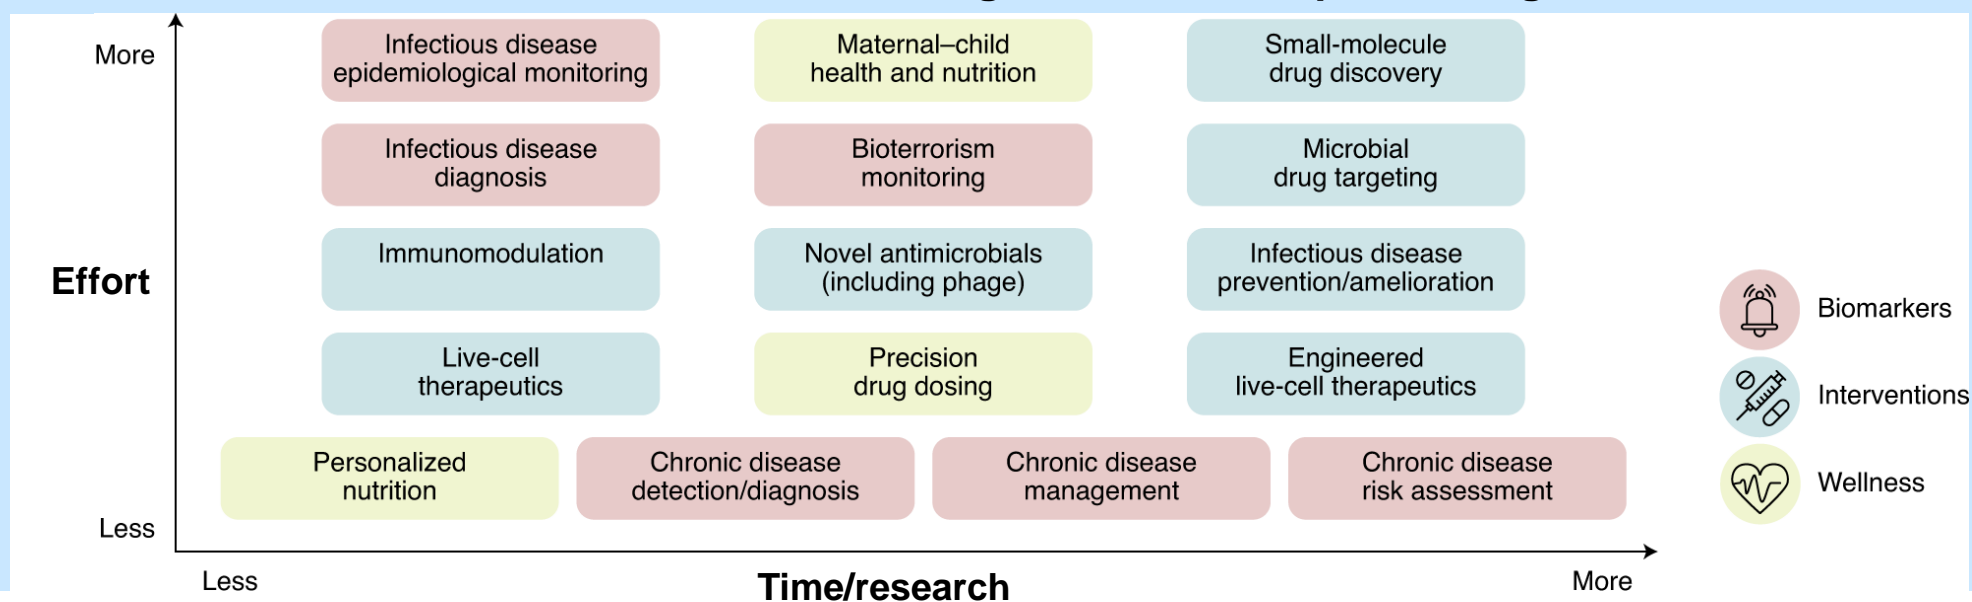 More
Infectious disease
epidemiological monitoring
Maternal–child
health and nutrition
Small-molecule
drug discovery
Infectious disease
diagnosis
Bioterrorism
monitoring
Microbial
drug targeting
Effort
Immunomodulation
Novel antimicrobials
(including phage)
Infectious disease
prevention/amelioration
Live-cell
therapeutics
Precision
drug dosing
Engineered
live-cell therapeutics
Personalized
nutrition
Chronic disease
detection/diagnosis
Chronic disease
management
Chronic disease
risk assessment
Less
Less
Time/research
More
Biomarkers
Interventions
Wellness